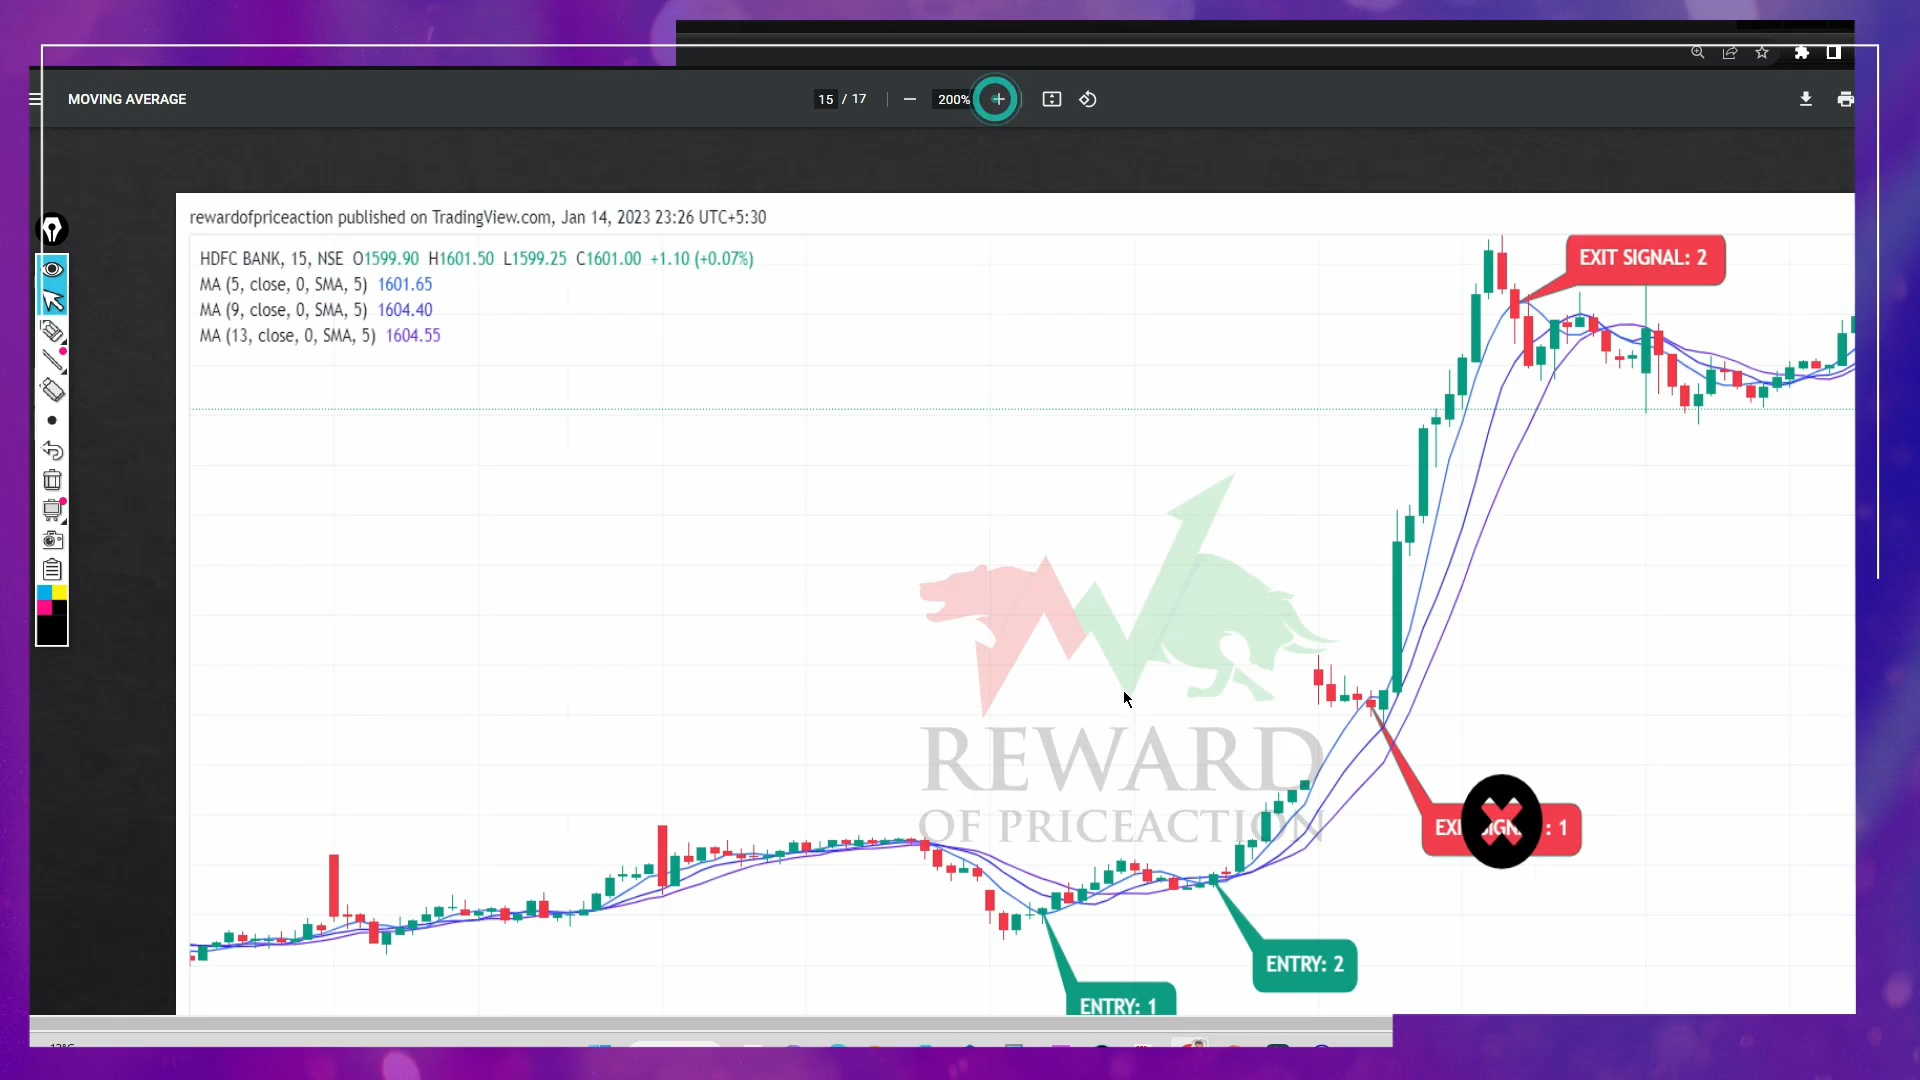 MOVING AVERAGE
15 / 17
200%
rewardofpriceaction published on TradingView.com, Jan 14, 2023 23:26 UTC+5:30
HDFC BANK, 15, NSE O1599.90 H1601.50 L1599.25 C1601.00 +1.10 (+0.07%)
MA (5, close, 0, SMA, 5) 1601.65
MA (9, close, 0, SMA, 5) 1604.40
MA (13, close, 0, SMA, 5) 1604.55
EXIT SIGNAL: 2
REWARD
OF PRICEACTION
: 1
ENTRY: 2
ENTRY: 1